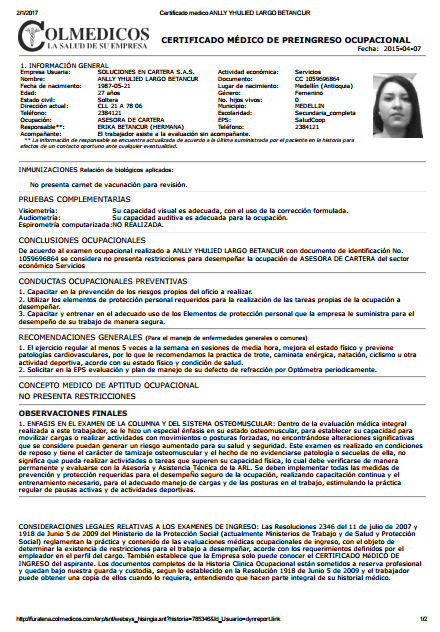 2/1/2017 Certificado medico ANLLY YHULIED LARGO BETANCUR
COLMEDICOS
LA SALUD DE SU EMPRESA
CERTIFICADO MÉDICO DE PREINGRESO OCUPACIONAL
Fecha: 2015-04-07
1. INFORMACIÓN GENERAL
Empresa Usuaria: SOLUCIONES EN CARTERA S.A.S. Actividad económica: Servicios
Nombre: ANLLY YHULIED LARGO BETANCUR Documento: CC 1059696864
Fecha de nacimiento: 1987-05-21 Lugar de nacimiento: Medellín (Antioquia)
Edad: 27 años Género: Femenino
Estado civil: Soltera No. hijos vivos: 0
Dirección actual: CLL 21 A 78 06 Municipio: MEDELLIN
Teléfono: 2384121 Escolaridad: Secundaria_completa
Ocupación: ASESORA DE CARTERA EPS: SaludCoop
Responsable**: ERIKA BETANCUR (HERMANA) Teléfono: 2384121
Acompañante: El trabajador asiste a la evaluación sin acompañante.
** La información de responsable se encuentra actualizada de acuerdo a la última suministrada por el paciente en la historia para
efectos de un contacto oportuno ante cualquier eventualidad.
INMUNIZACIONES Relación de biológicos aplicados:
No presenta carnet de vacunación para revisión.
PRUEBAS COMPLEMENTARIAS
Visiometría: Su capacidad visual es adecuada, con el uso de la corrección formulada.
Audiometría: Su capacidad auditiva es adecuada para la ocupación.
Espirometría computarizada: NO REALIZADA.
CONCLUSIONES OCUPACIONALES
De acuerdo al examen ocupacional realizado a ANLLY YHULIED LARGO BETANCUR con documento de identificación No.
1059696864 se considera no presenta restricciones para desempeñar la ocupación de ASESORA DE CARTERA del sector
económico Servicios
CONDUCTAS OCUPACIONALES PREVENTIVAS
1. Capacitar en la prevención de los riesgos propios del oficio a realizar.
2. Utilizar los elementos de protección personal requeridos para la realización de las tareas propias de la ocupación a
desempeñar.
3. Capacitar y entrenar en el adecuado uso de los Elementos de protección personal que la empresa le suministra para el
desempeño de su trabajo de manera segura.
RECOMENDACIONES GENERALES (Para el manejo de enfermedades generales o comunes)
1. El ejercicio regular al menos 5 veces a la semana en sesiones de media hora, mejora el estado físico y previene
patologías cardiovasculares, por lo que le recomendamos la practica de trote, caminata enérgica, natación, ciclismo u otra
actividad deportiva, acorde con su estado físico y condición de salud.
2. Solicitar en la EPS evaluación y plan de manejo de su defecto de refracción por Optómetra periodicamente.
CONCEPTO MEDICO DE APTITUD OCUPACIONAL
NO PRESENTA RESTRICCIONES
OBSERVACIONES FINALES
1. ENFASIS EN EL EXAMEN DE LA COLUMNA Y DEL SISTEMA OSTEOMUSCULAR: Dentro de la evaluación médica integral
realizada a este trabajador, se le hizo un especial énfasis en su estado osteomuscular, para establecer su capacidad para
movilizar cargas o realizar actividades con movimientos o posturas forzadas, no encontrándose alteraciones significativas
que se considere puedan generar un riesgo aumentado para su salud y seguridad. Este examen es realizado en condiciones
de reposo y tiene el carácter de tamizaje osteomuscular y el hecho de no evidenciarse patología o secuelas en ella, no
significa que pueda realizar actividades o tareas que superen su capacidad física, lo cual debe verificarse de manera
permanente y evaluarse con la Asesoría y Asistencia Técnica de la ARL. Se deben implementar todas las medidas de
prevención y protección requeridas para el desempeño seguro de la ocupación, realizando capacitación continua y el
entrenamiento necesario, para el adecuado manejo de cargas y de las posturas en el trabajo, estimulando la práctica
regular de pausas activas y de actividades deportivas.
CONSIDERACIONES LEGALES RELATIVAS A LOS EXAMENES DE INGRESO: Las Resoluciones 2346 del 11 de julio de 2007 y
1918 de Junio 5 de 2009 del Ministerio de la Protección Social (actualmente Ministerios de Trabajo y de Salud y Protección
Social) reglamentan la práctica y contenido de las evaluaciones médicas ocupacionales de ingreso, con el objeto de
determinar la existencia de restricciones para el trabajo a desempeñar, acorde con los requerimientos definidos por el
empleador en el perfil del cargo. También establece que la Empresa solo puede conocer el CERTIFICADO MÉDICO DE
INGRESO del aspirante. Los documentos completos de la Historia Clinica Ocupacional están sometidos a reserva profesional
y quedan bajo nuestra guarda y custodia, según lo establecido en la Resolución 1918 de Junio 5 de 2009 y el trabajador
puede obtener una copia de ellos cuando lo requiera, entendiendo que hacen parte integral de su historial médico.
1/2